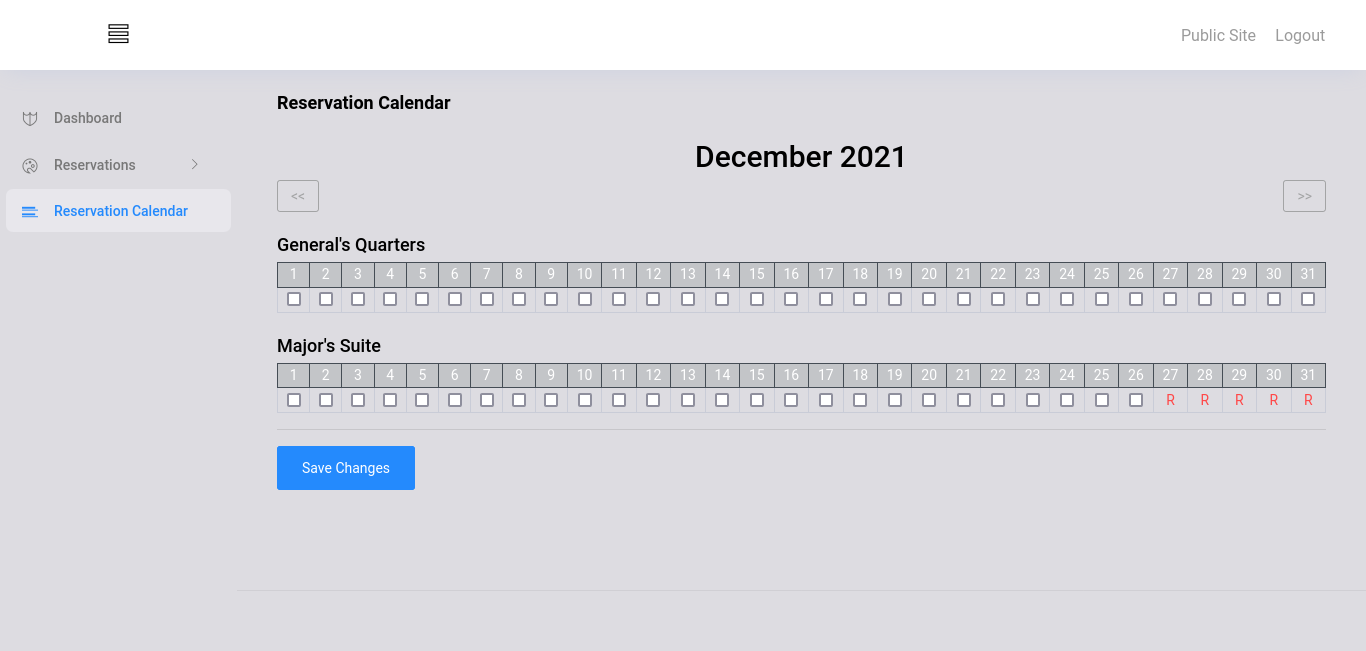 Public Site Logout
Dashboard
Reservations
Reservation Calendar
Reservation Calendar
December 2021
<< >>
General's Quarters
1 2 3 4 5 6 7 8 9 10 11 12 13 14 15 16 17 18 19 20 21 22 23 24 25 26 27 28 29 30 31
Major's Suite
1 2 3 4 5 6 7 8 9 10 11 12 13 14 15 16 17 18 19 20 21 22 23 24 25 26 27 28 29 30 31
R R R R R
Save Changes